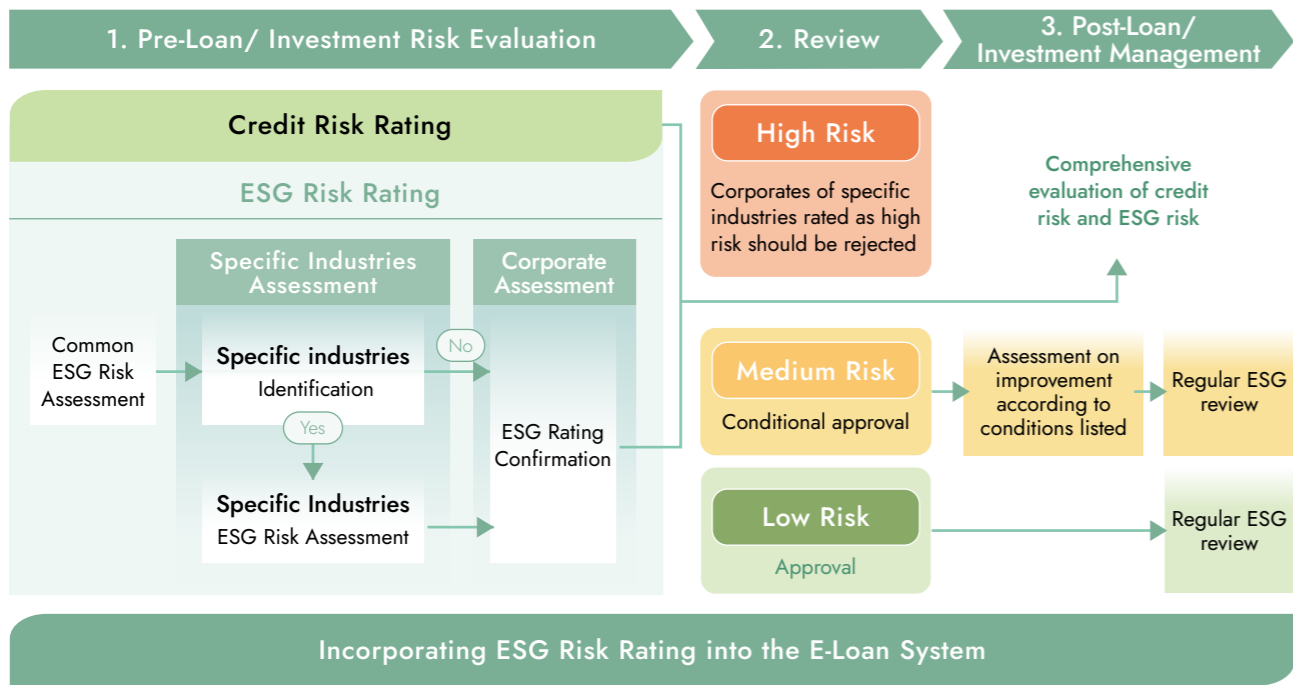 1. Pre-Loan/ Investment Risk Evaluation
2. Review
3. Post-Loan/
Investment Management
Credit Risk Rating
ESG Risk Rating
Common
ESG Risk
Assessment
Specific Industries
Assessment
Specific industries
Identification
No
Yes
Specific Industries
ESG Risk Assessment
Corporate
Assessment
ESG Rating
Confirmation
High Risk
Corporates of specific
industries rated as high
risk should be rejected
Comprehensive
evaluation of credit
risk and ESG risk
Medium Risk
Conditional approval
Assessment on
improvement
according to
conditions listed
Regular ESG
review
Low Risk
Approval
Regular ESG
review
Incorporating ESG Risk Rating into the E-Loan System